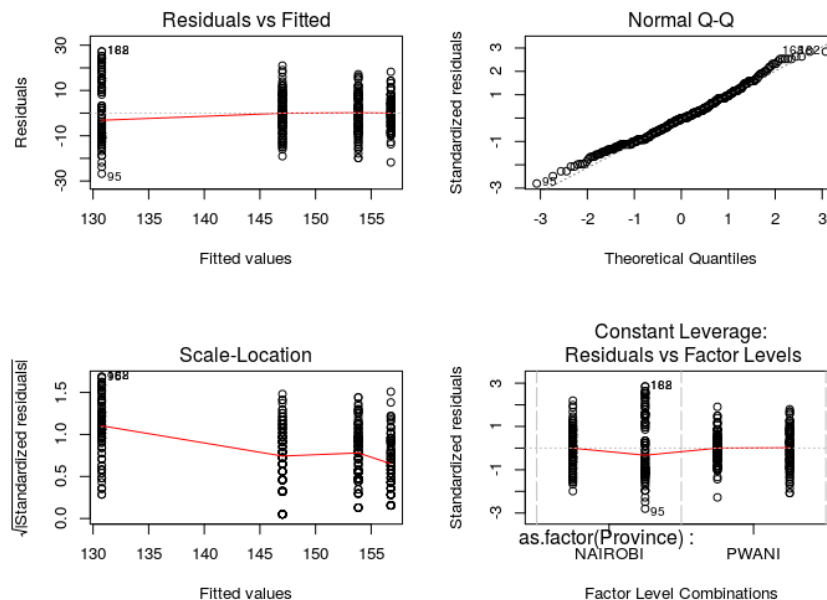 Residuals vs Fitted
Residuals
30
10
-10
-30
95
130 135 140 145 150 155
Fitted values
Normal Q-Q
Standardized residuals
3
2
1
-1
-3
95
-3 -2 -1 0 1 2 3
Theoretical Quantiles
Scale-Location
√|Standardized residuals|
1.5
1.0
0.5
0.0
130 135 140 145 150 155
Fitted values
Constant Leverage:
Residuals vs Factor Levels
Standardized residuals
3
1
-1
-3
95
as.factor(Province) :
NAIROBI PWANI
Factor Level Combinations